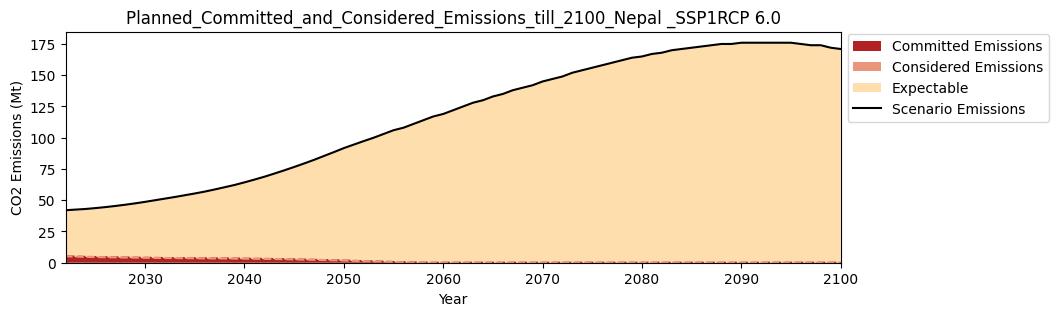 Planned_Committed_and_Considered_Emissions_till_2100_Nepal _SSP1RCP 6.0
CO2 Emissions (Mt)
175
150
125
100
75
50
25
0
2030 2040 2050 2060 2070 2080 2090 2100
Year
Committed Emissions
Considered Emissions
Expectable
Scenario Emissions